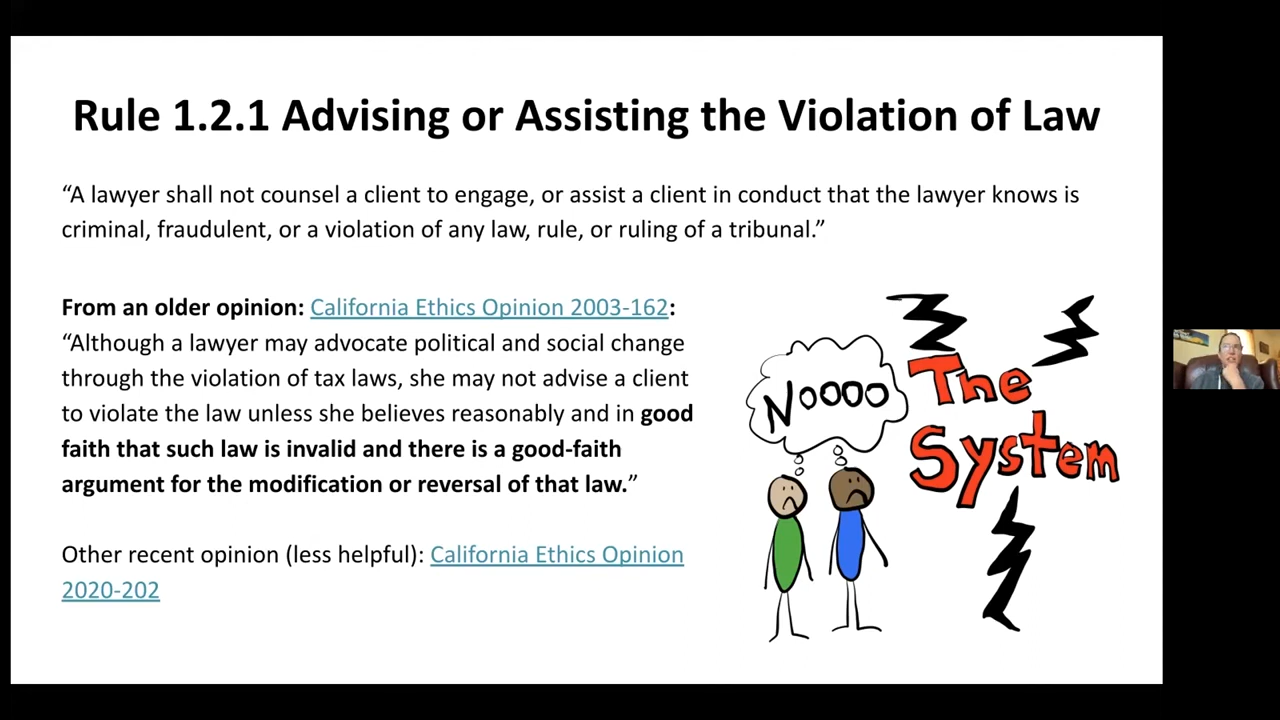 Rule 1.2.1 Advising or Assisting the Violation of Law
“A lawyer shall not counsel a client to engage, or assist a client in conduct that the lawyer knows is
criminal, fraudulent, or a violation of any law, rule, or ruling of a tribunal.”
From an older opinion: California Ethics Opinion 2003-162:
“Although a lawyer may advocate political and social change
through the violation of tax laws, she may not advise a client
to violate the law unless she believes reasonably and in good
faith that such law is invalid and there is a good-faith
argument for the modification or reversal of that law.”
Other recent opinion (less helpful): California Ethics Opinion
2020-202
Noooo
The
System